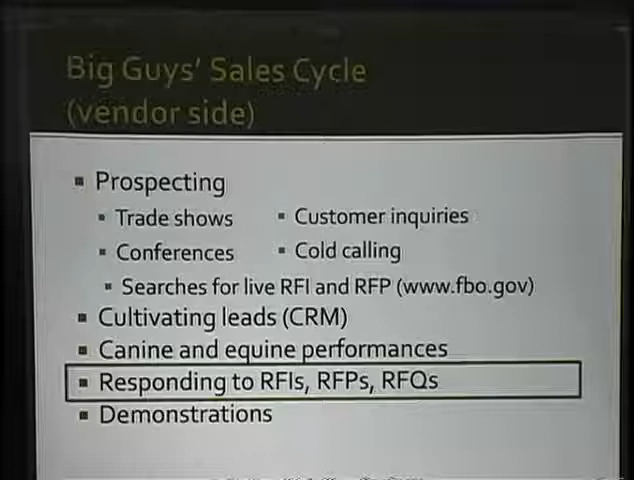 Big Guys' Sales Cycle
(vendor side)
Prospecting
Trade shows
Customer inquiries
Conferences
Cold calling
Searches for live RFI and RFP (www.fbo.gov)
Cultivating leads (CRM)
Canine and equine performances
Responding to RFIs, RFPs, RFQs
Demonstrations